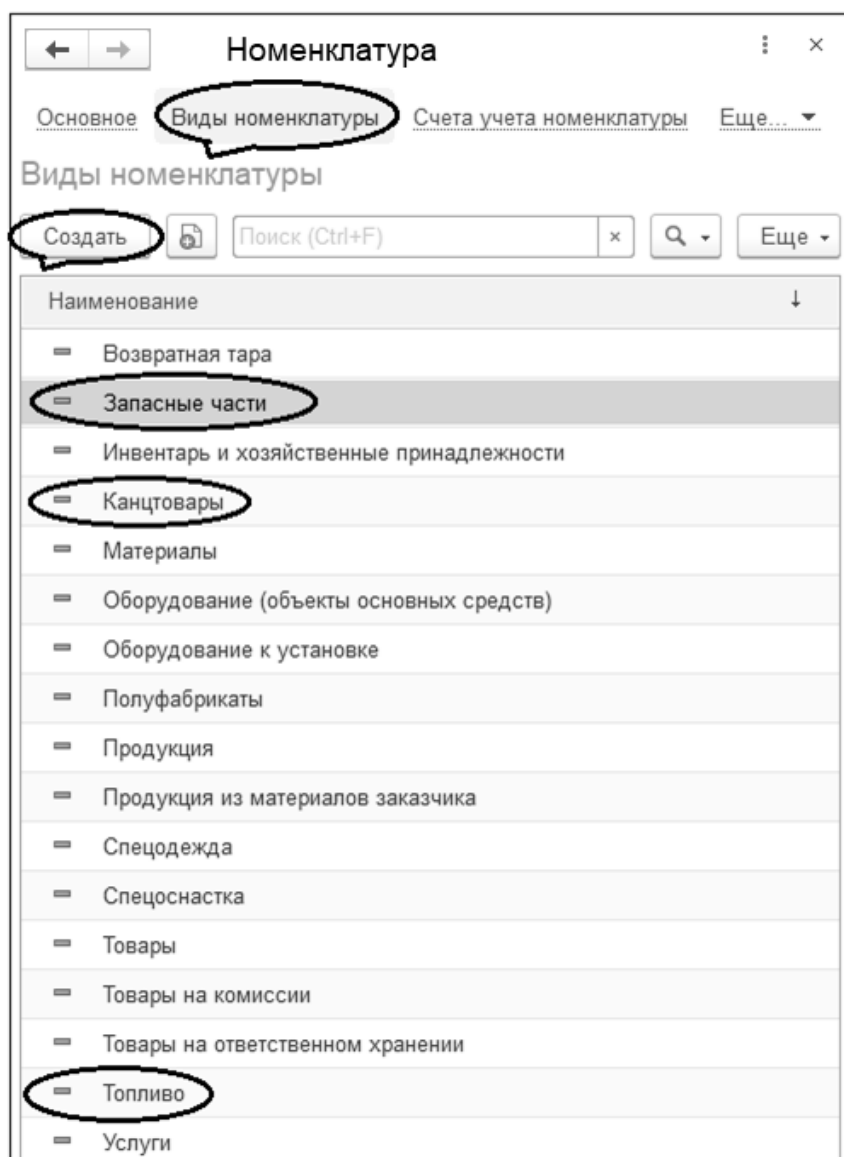 Номенклатура
Основное Виды номенклатуры Счета учета номенклатуры Еще...
Виды номенклатуры
Создать Поиск (Ctrl+F) Еще
Наименование
Возвратная тара
Запасные части
Инвентарь и хозяйственные принадлежности
Канцтовары
Материалы
Оборудование (объекты основных средств)
Оборудование к установке
Полуфабрикаты
Продукция
Продукция из материалов заказчика
Спецодежда
Спецоснастка
Товары
Товары на комиссии
Товары на ответственном хранении
Топливо
Услуги